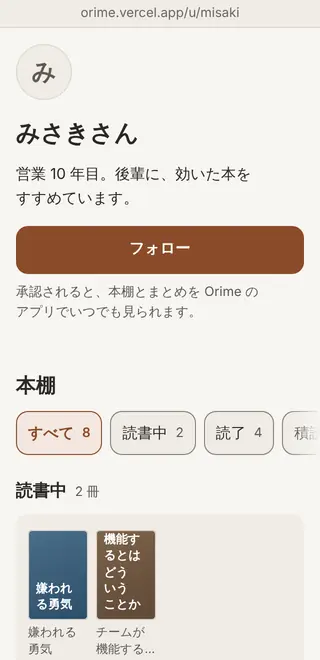 orime.vercel.app/u/misaki
み
みさきさん
営業 10 年目。後輩に、効いた本を
すすめています。
フォロー
承認されると、本棚とまとめを Orime の
アプリでいつでも見られます。
本棚
すべて 8
読書中 2
読了 4
積読
読書中 2 冊
嫌われ
る勇気
機能す
るとは
どう
いう
ことか
嫌われる
勇気
チームが
機能する…